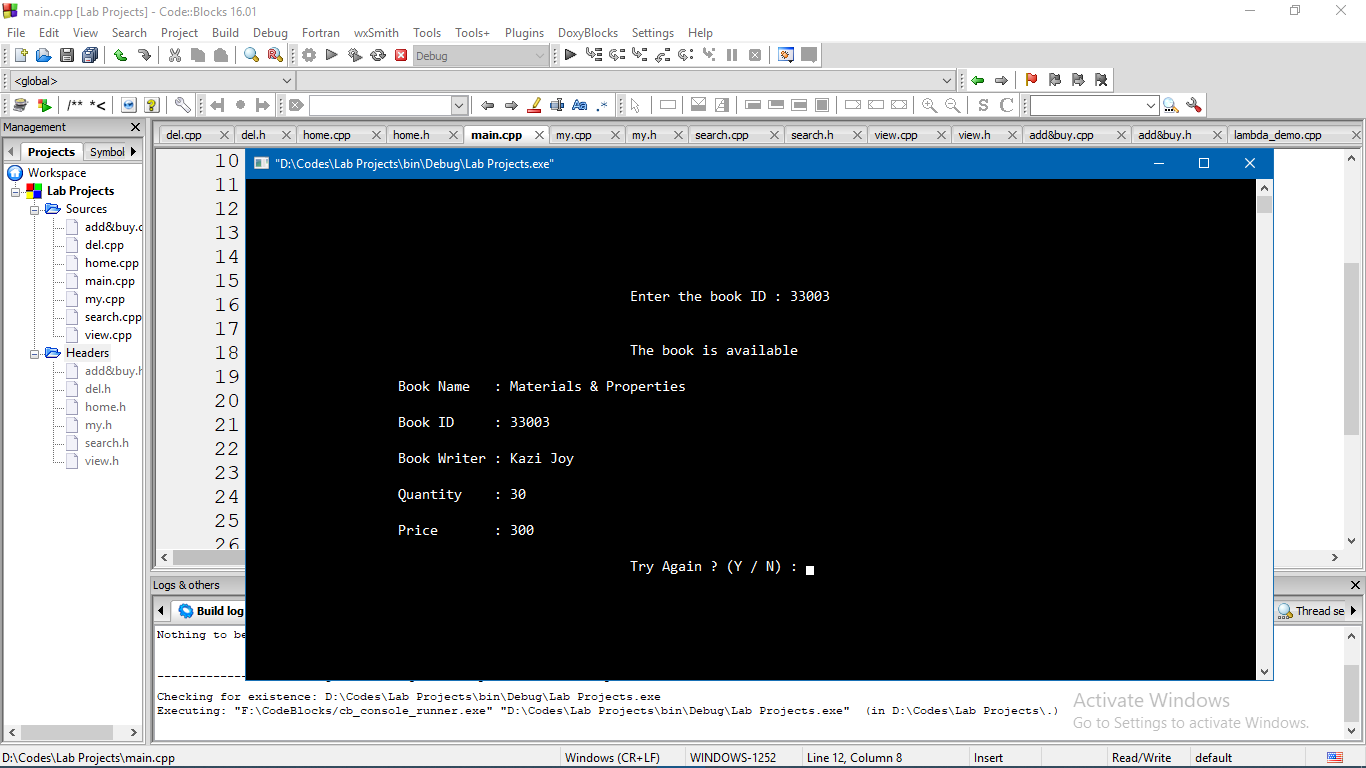 main.cpp [Lab Projects] - Code::Blocks 16.01
File Edit View Search Project Build Debug Fortran wxSmith Tools Tools+ Plugins DoxyBlocks Settings Help
Debug
<global>
/** *<
Aa .*
S C
Management
del.cpp del.h home.cpp home.h main.cpp my.cpp my.h search.cpp search.h view.cpp view.h add&buy.cpp add&buy.h lambda_demo.cpp
Projects Symbol
Workspace
Lab Projects
Sources
add&buy.c
del.cpp
home.cpp
main.cpp
my.cpp
search.cpp
view.cpp
Headers
add&buy.h
del.h
home.h
my.h
search.h
view.h
10
11
12
13
14
15
16
17
18
19
20
21
22
23
24
25
26
"D:\Codes\Lab Projects\bin\Debug\Lab Projects.exe"
Enter the book ID : 33003
The book is available
Book Name : Materials & Properties
Book ID : 33003
Book Writer : Kazi Joy
Quantity : 30
Price : 300
Try Again ? (Y / N) :
Logs & others
Build log
Thread se
Nothing to be
Checking for existence: D:\Codes\Lab Projects\bin\Debug\Lab Projects.exe
Executing: "F:\CodeBlocks/cb_console_runner.exe" "D:\Codes\Lab Projects\bin\Debug\Lab Projects.exe" (in D:\Codes\Lab Projects\.)
Activate Windows
Go to Settings to activate Windows.
D:\Codes\Lab Projects\main.cpp Windows (CR+LF) WINDOWS-1252 Line 12, Column 8 Insert Read/Write default